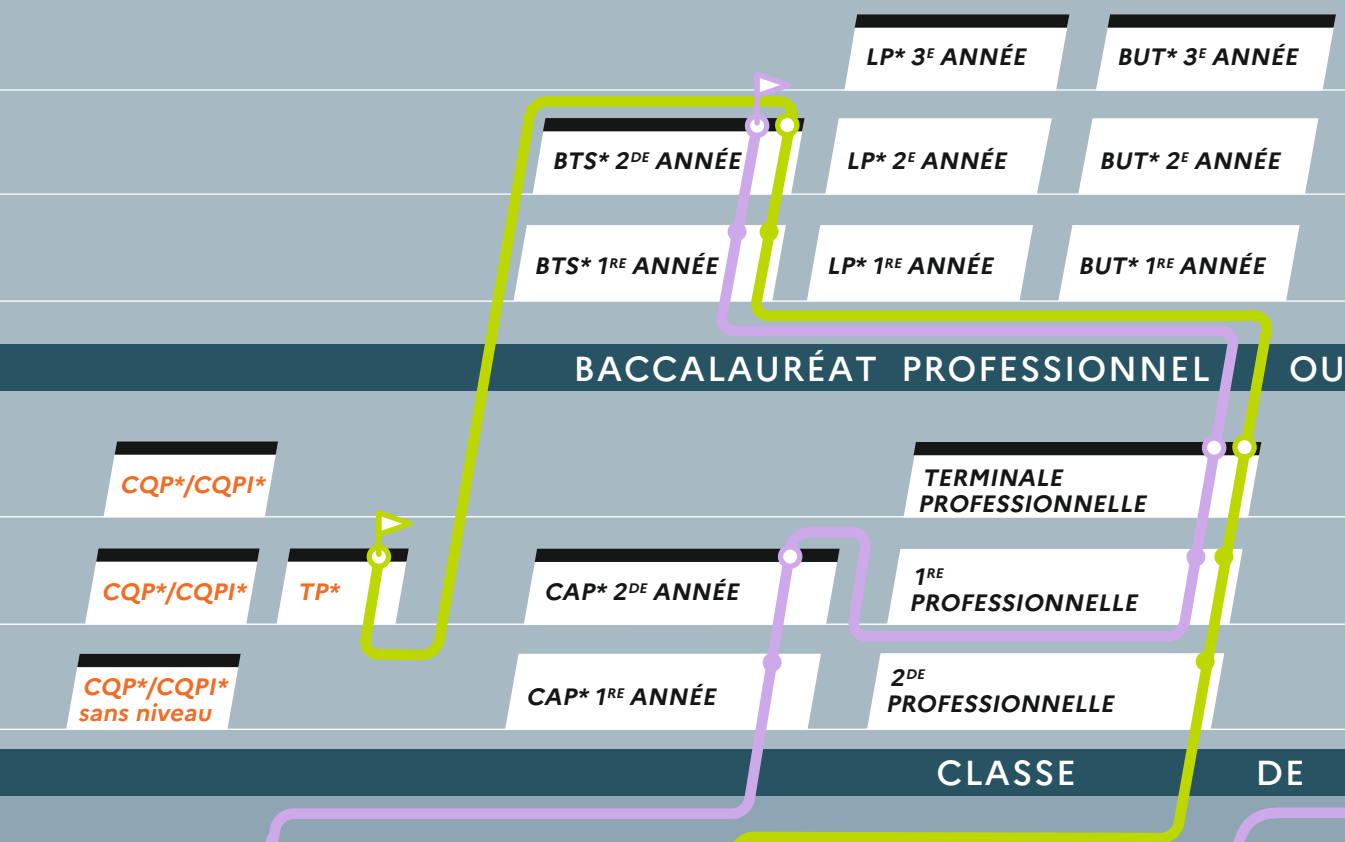 LP* 3E ANNÉE
BUT* 3E ANNÉE
BTS* 2DE ANNÉE
LP* 2E ANNÉE
BUT* 2E ANNÉE
BTS* 1RE ANNÉE
LP* 1RE ANNÉE
BUT* 1RE ANNÉE
BACCALAURÉAT PROFESSIONNEL OU
CQP*/CQPI*
TERMINALE
PROFESSIONNELLE
CQP*/CQPI*
TP*
CAP* 2DE ANNÉE
1RE
PROFESSIONNELLE
CQP*/CQPI*
sans niveau
CAP* 1RE ANNÉE
2DE
PROFESSIONNELLE
CLASSE DE